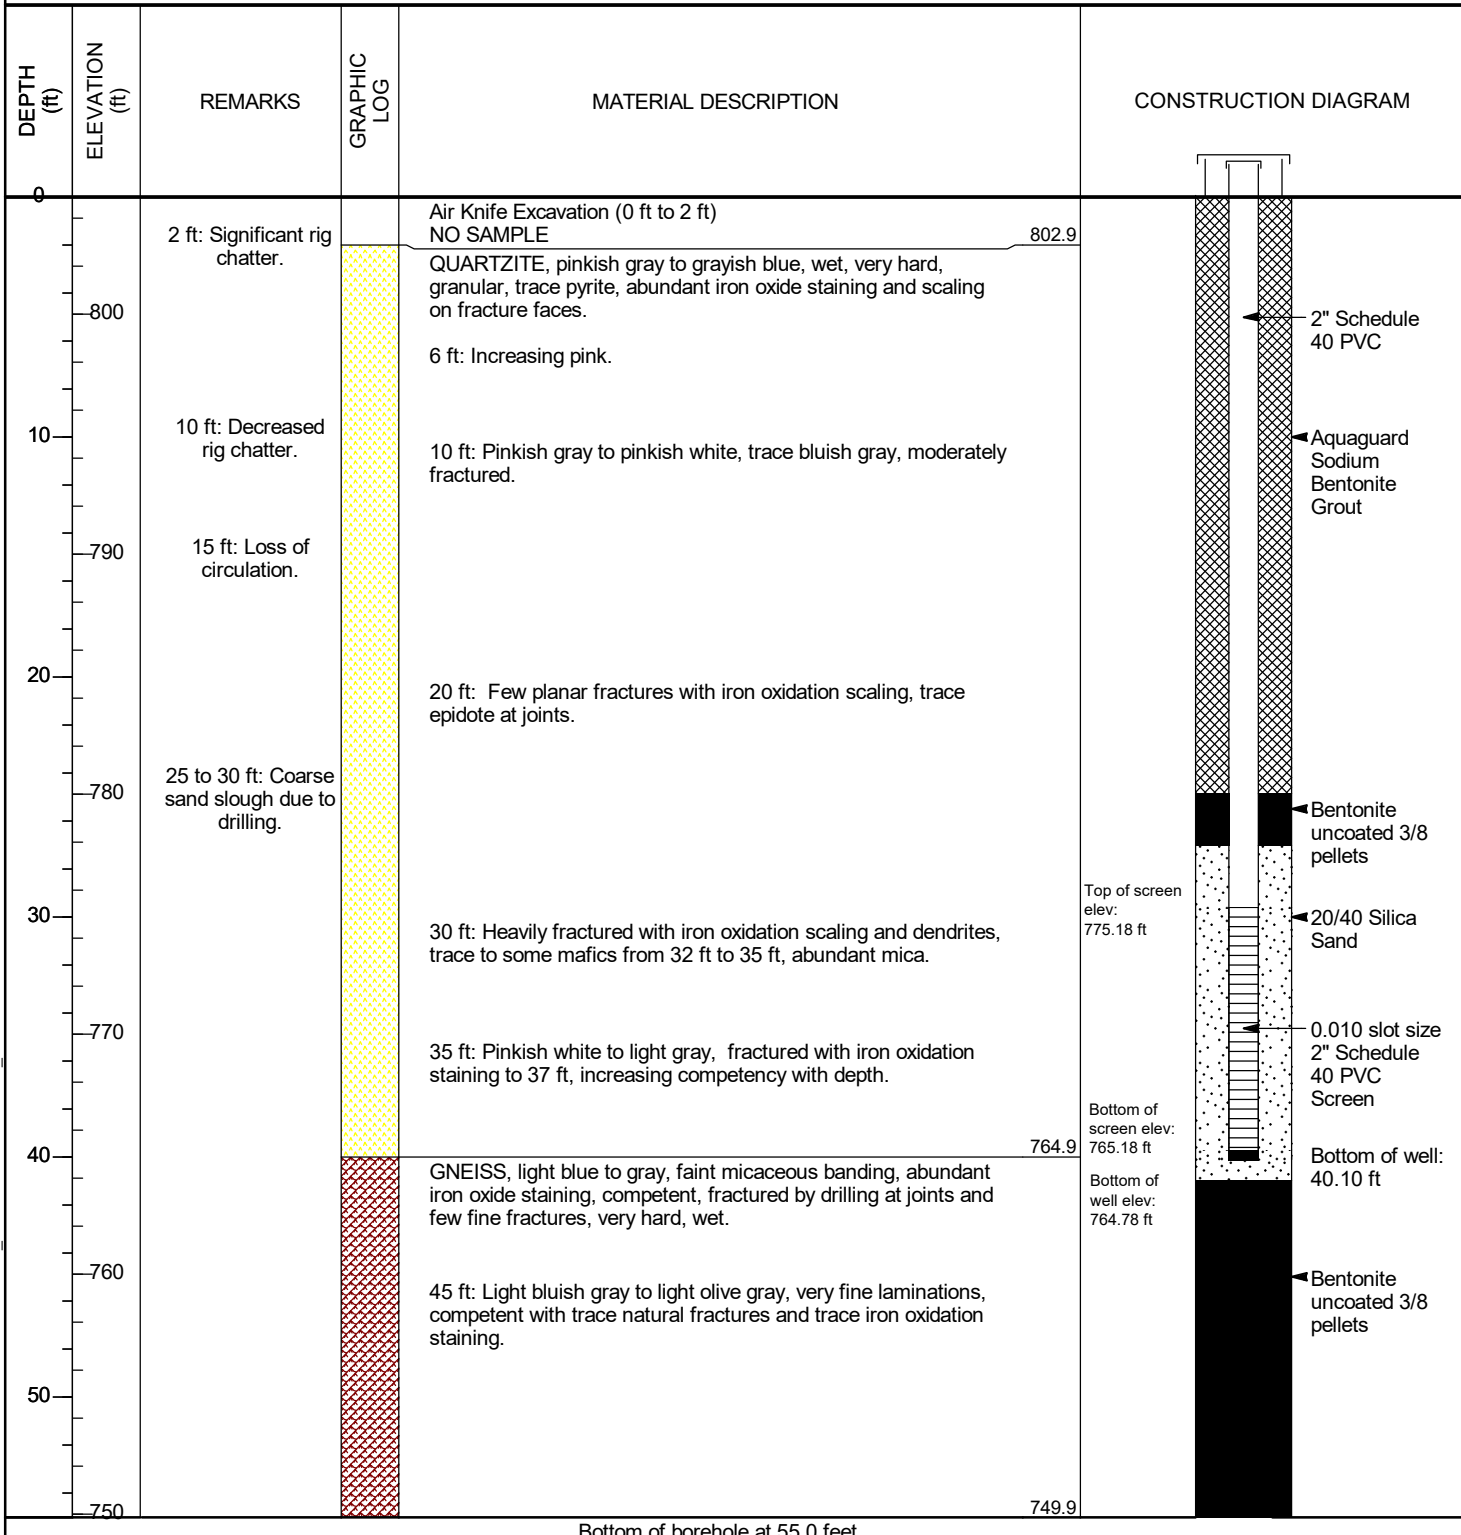 DEPTH
(ft)
ELEVATION
(ft)
REMARKS
GRAPHIC
LOG
MATERIAL DESCRIPTION
CONSTRUCTION DIAGRAM
0
Air Knife Excavation (0 ft to 2 ft)
NO SAMPLE
802.9
2 ft: Significant rig
chatter.
QUARTZITE, pinkish gray to grayish blue, wet, very hard,
granular, trace pyrite, abundant iron oxide staining and scaling
on fracture faces.
800
2" Schedule
40 PVC
6 ft: Increasing pink.
10
10 ft: Decreased
rig chatter.
10 ft: Pinkish gray to pinkish white, trace bluish gray, moderately
fractured.
Aquaguard
Sodium
Bentonite
Grout
790
15 ft: Loss of
circulation.
20
20 ft:  Few planar fractures with iron oxidation scaling, trace
epidote at joints.
780
25 to 30 ft: Coarse
sand slough due to
drilling.
Bentonite
uncoated 3/8
pellets
Top of screen
elev:
775.18 ft
30
30 ft: Heavily fractured with iron oxidation scaling and dendrites,
trace to some mafics from 32 ft to 35 ft, abundant mica.
20/40 Silica
Sand
770
35 ft: Pinkish white to light gray,  fractured with iron oxidation
staining to 37 ft, increasing competency with depth.
0.010 slot size
2" Schedule
40 PVC
Screen
Bottom of
screen elev:
765.18 ft
40
764.9
Bottom of well:
40.10 ft
GNEISS, light blue to gray, faint micaceous banding, abundant
iron oxide staining, competent, fractured by drilling at joints and
few fine fractures, very hard, wet.
Bottom of
well elev:
764.78 ft
760
45 ft: Light bluish gray to light olive gray, very fine laminations,
competent with trace natural fractures and trace iron oxidation
staining.
Bentonite
uncoated 3/8
pellets
50
750
749.9
Bottom of borehole at 55.0 feet.